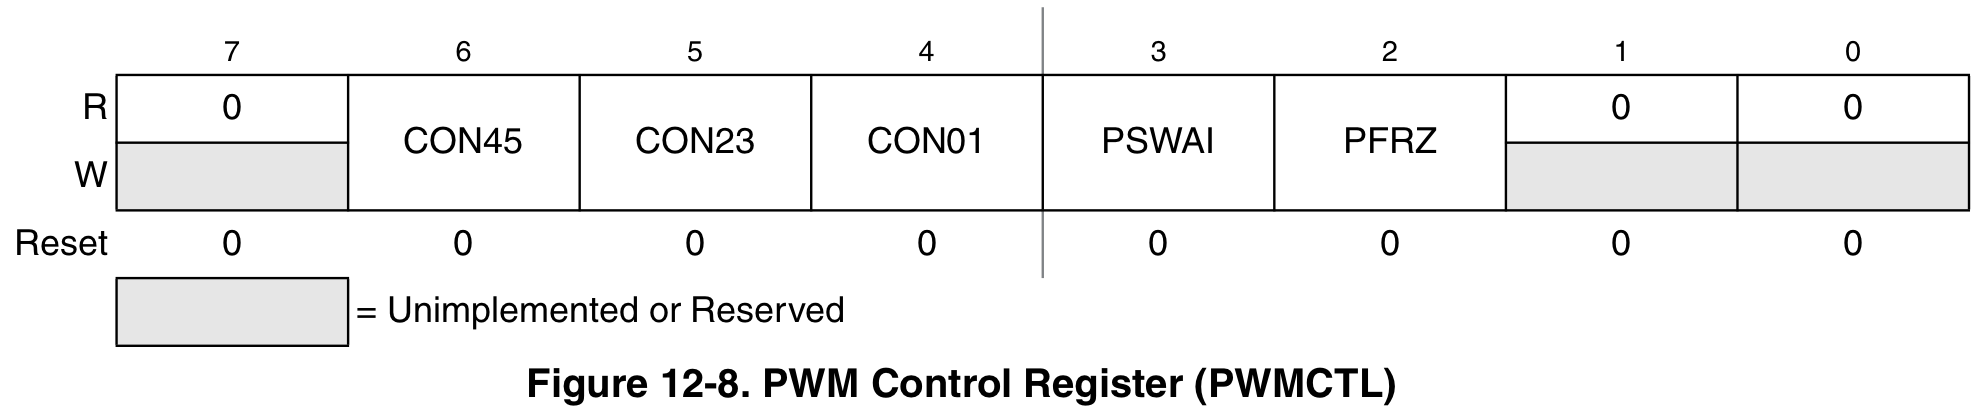 7 6 5 4 3 2 1 0
R 0 CON45 CON23 CON01 PSWAI PFRZ 0 0
W
Reset 0 0 0 0 0 0 0 0
= Unimplemented or Reserved
Figure 12-8. PWM Control Register (PWMCTL)